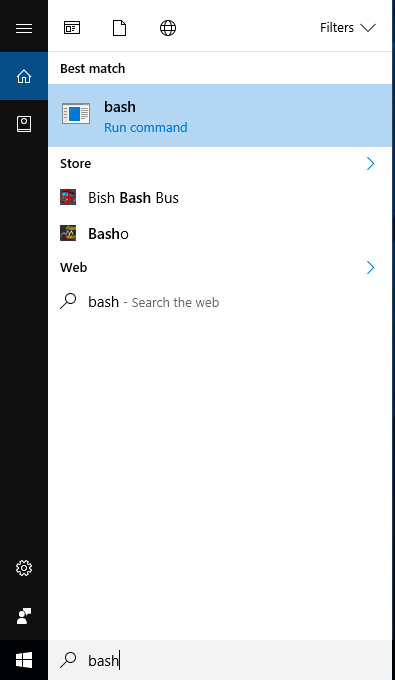 Filters
Best match
bash
Run command
Store
Bish Bash Bus
Basho
Web
bash - Search the web
bash